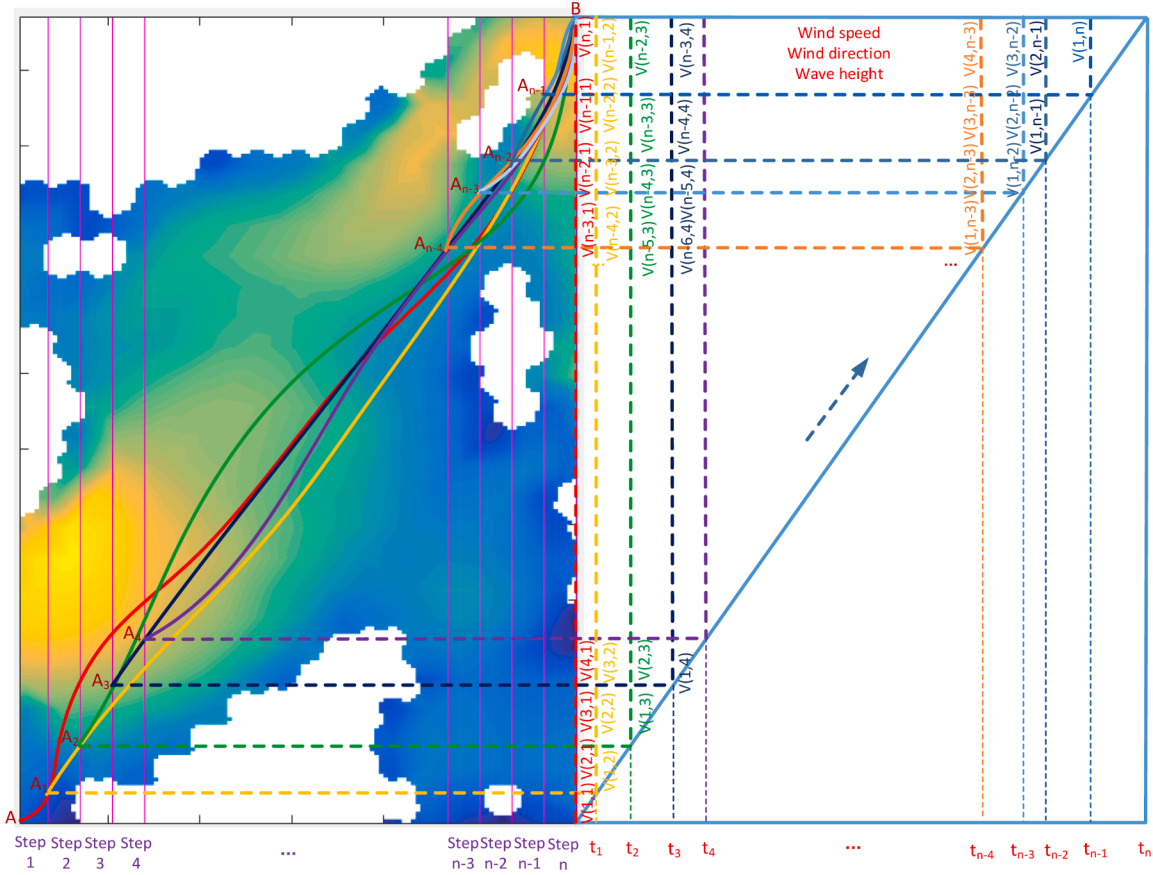 B
Wind speed
Wind direction
Wave height
V(n,1)
V(n-1,1)
V(n-2,1)
V(n-3,1)
V(4,1)
V(3,1)
V(2,1)
V(1,1)
V(n-1,2)
V(n-2,2)
V(n-3,2)
V(n-4,2)
...
V(3,2)
V(2,2)
V(1,2)
V(n-2,3)
V(n-3,3)
V(n-4,3)
V(n-5,3)
V(2,3)
V(1,3)
V(n-3,4)
V(n-4,4)
V(n-5,4)
V(n-6,4)
V(1,4)
V(4,n-3)
V(3,n-3)
V(2,n-3)
V(1,n-3)
...
V(3,n-2)
V(2,n-2)
V(1,n-2)
V(2,n-1)
V(1,n-1)
V(1,n)
An-1
An-2
An-3
An-4
A4
A3
A2
A
A
Step 1
Step 2
Step 3
Step 4
...
Step n-3
Step n-2
Step n-1
Step n
t1
t2
t3
t4
...
tn-4
tn-3
tn-2
tn-1
tn